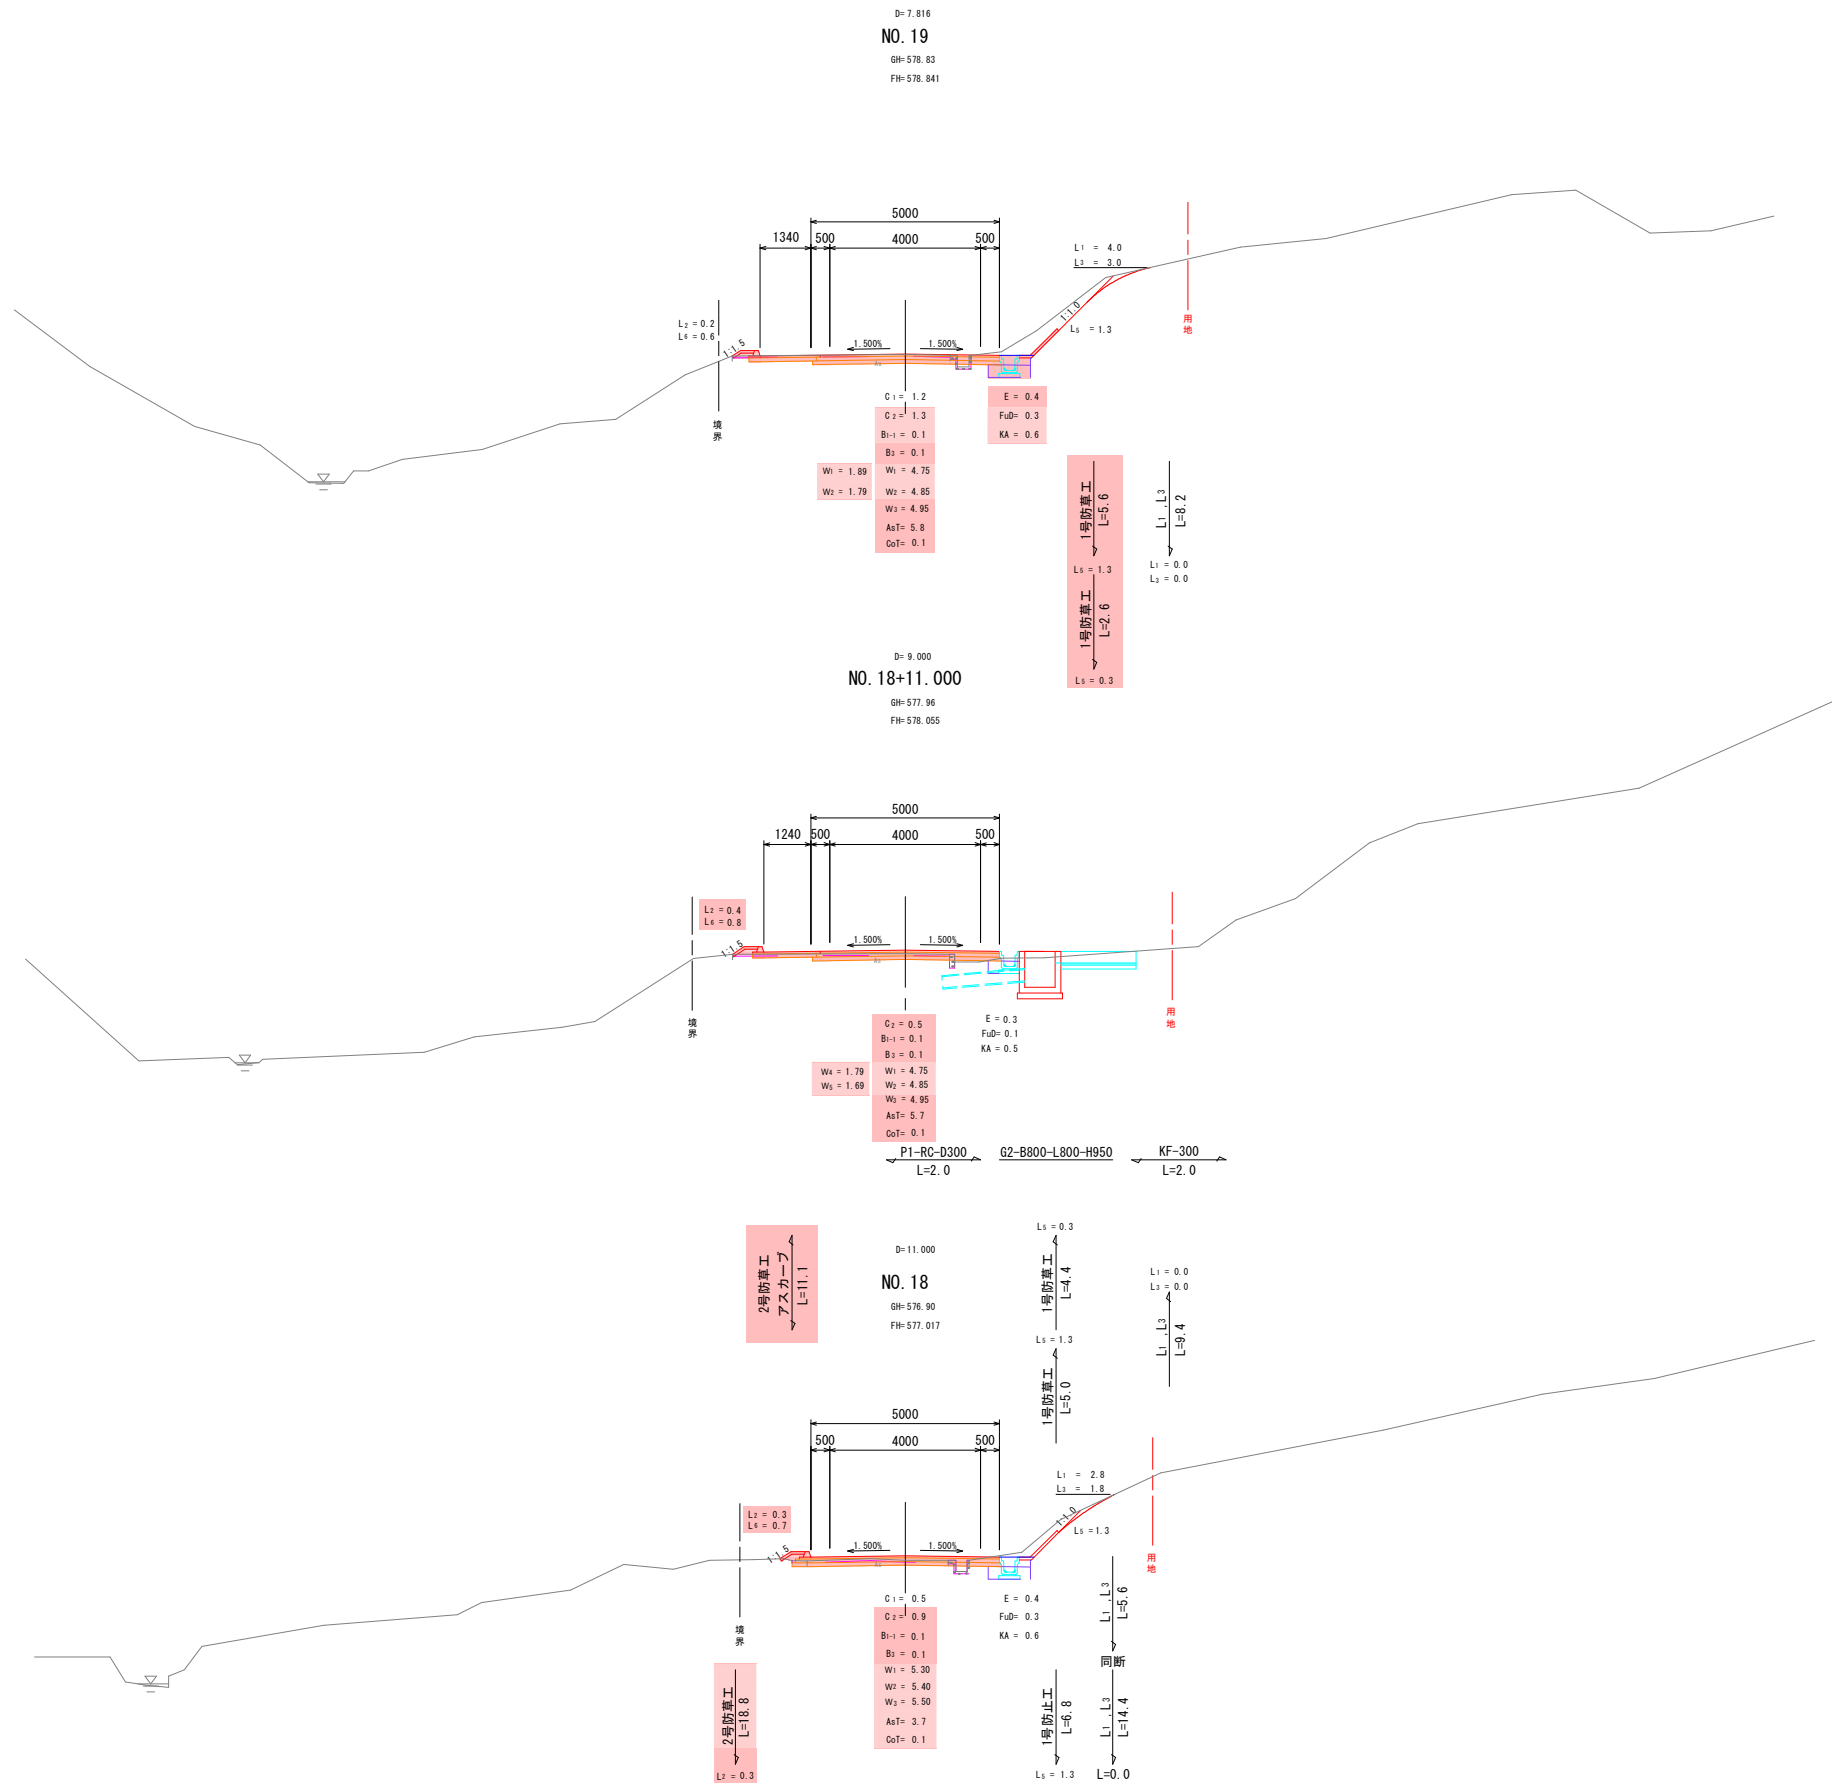 D= 7.816
NO. 19
GH= 578.83
FH= 578.841
5000
1340 500 4000 500
L1 = 4.0
L3 = 3.0
1:1.0
L5 = 1.3
用地
L2 = 0.2
L6 = 0.6
1:1.5
1.500% 1.500%
境界
C1 = 1.2
C2 = 1.3
B1-1 = 0.1
B3 = 0.1
W1 = 1.89 W1 = 4.75
W2 = 1.79 W2 = 4.85
W3 = 4.95
AsT= 5.8
CoT= 0.1
E = 0.4
FuD= 0.3
KA = 0.6
1号防草工
L=5.6
L5 = 1.3
1号防草工
L=2.6
L5 = 0.3
L1 ,L3
L=8.2
L1 = 0.0
L3 = 0.0
D= 9.000
NO. 18+11.000
GH= 577.96
FH= 578.055
5000
1240 500 4000 500
L2 = 0.4
L6 = 0.8
1:1.5
1.500% 1.500%
境界
用地
C2 = 0.5
B1-1 = 0.1
B3 = 0.1
W4 = 1.79 W1 = 4.75
W5 = 1.69 W2 = 4.85
W3 = 4.95
AsT= 5.7
CoT= 0.1
E = 0.3
FuD= 0.1
KA = 0.5
P1-RC-D300
L=2.0
G2-B800-L800-H950
KF-300
L=2.0
2号防草工
アスカーブ
L=11.1
D= 11.000
NO. 18
GH= 576.90
FH= 577.017
L5 = 0.3
1号防草工
L=4.4
L5 = 1.3
1号防草工
L=5.0
L1 = 0.0
L3 = 0.0
L1 ,L3
L=9.4
5000
500 4000 500
L1 = 2.8
L3 = 1.8
1:1.0
L5 = 1.3
用地
L2 = 0.3
L6 = 0.7
1:1.5
1.500% 1.500%
境界
C1 = 0.5
C2 = 0.9
B1-1 = 0.1
B3 = 0.1
W1 = 5.30
W2 = 5.40
W3 = 5.50
AsT= 3.7
CoT= 0.1
E = 0.4
FuD= 0.3
KA = 0.6
L1 ,L3
L=5.6
同断
L1 ,L3
L=14.4
L=0.0
1号防止工
L=6.8
L5 = 1.3
2号防草工
L=18.8
L2 = 0.3